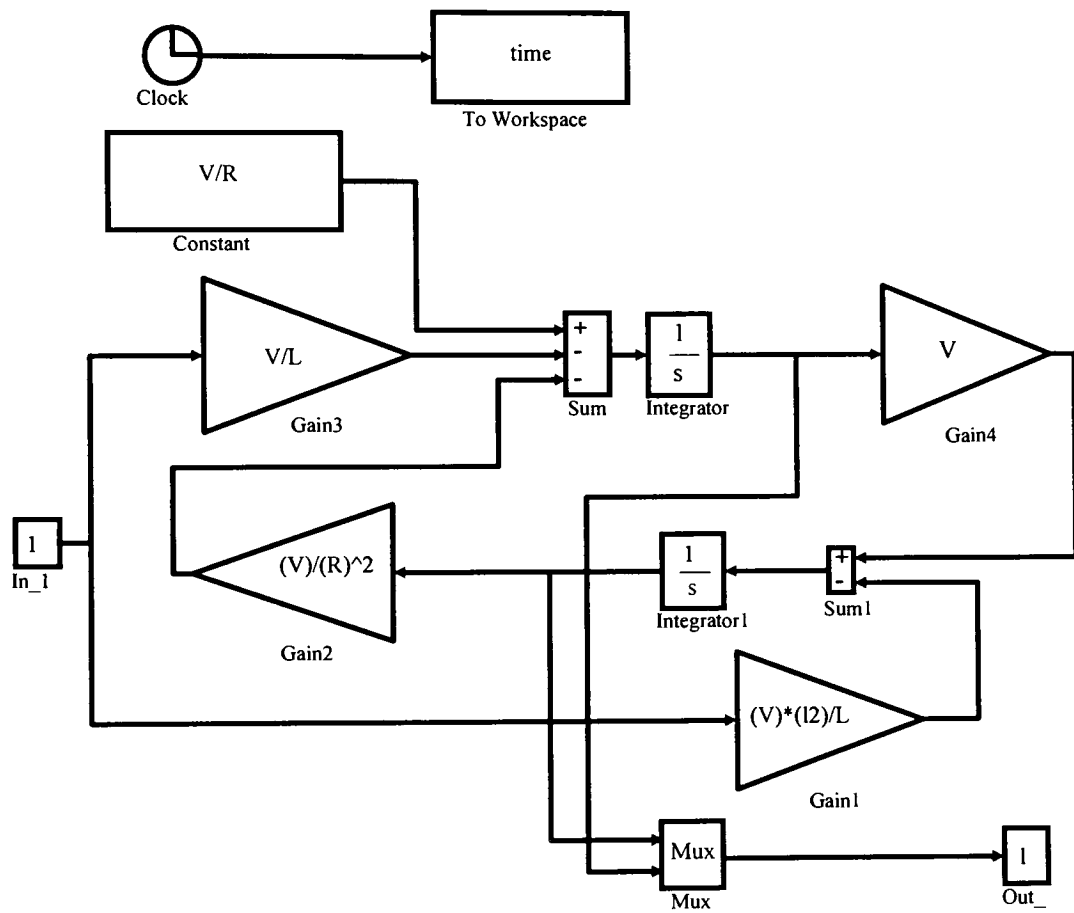 time
Clock
To Workspace
V/R
Constant
V/L
Gain3
+
-
-
Sum
1
s
Integrator
V
Gain4
1
In_1
(V)/(R)^2
Gain2
1
s
Integrator1
+
-
Sum1
(V)*(l2)/L
Gain1
Mux
Mux
1
Out_